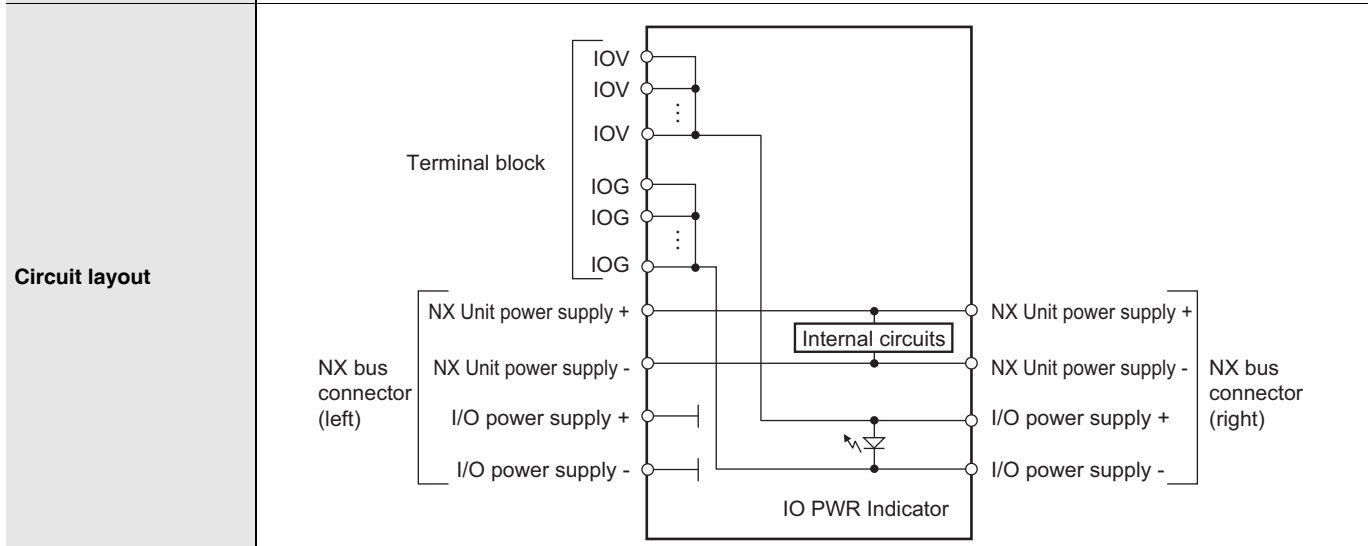 Circuit layout
Terminal block
IOV
IOV
⋮
IOV
IOG
IOG
⋮
IOG
NX bus
connector
(left)
NX Unit power supply +
NX Unit power supply -
I/O power supply +
I/O power supply -
Internal circuits
IO PWR Indicator
NX Unit power supply +
NX Unit power supply -
I/O power supply +
I/O power supply -
NX bus
connector
(right)